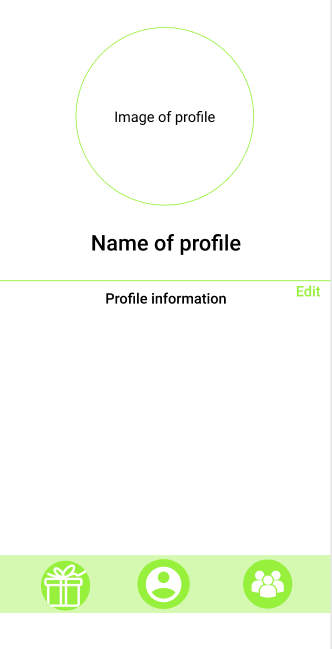 Image of profile
Name of profile
Edit
Profile information